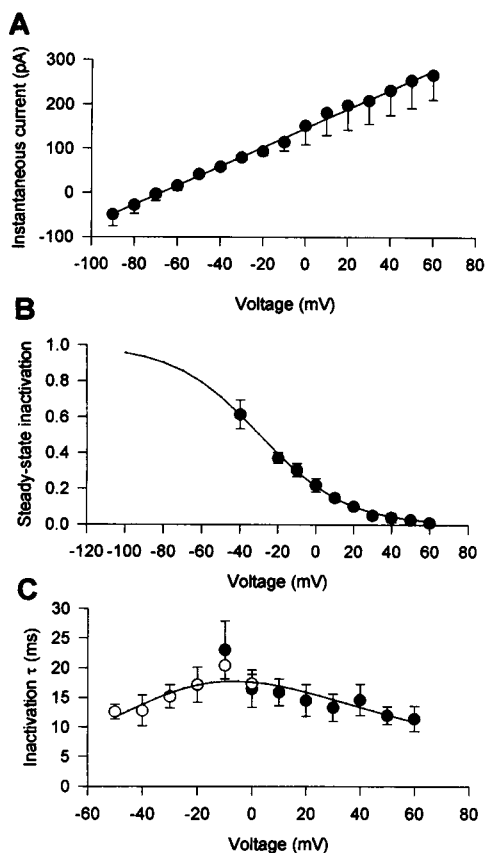 A
Instantaneous current (pA)
300
200
100
0
-100
-100 -80 -60 -40 -20 0 20 40 60 80
Voltage (mV)
B
Steady-state inactivation
1.0
0.8
0.6
0.4
0.2
0.0
-120 -100 -80 -60 -40 -20 0 20 40 60 80
Voltage (mV)
C
Inactivation τ (ms)
30
25
20
15
10
5
0
-60 -40 -20 0 20 40 60 80
Voltage (mV)